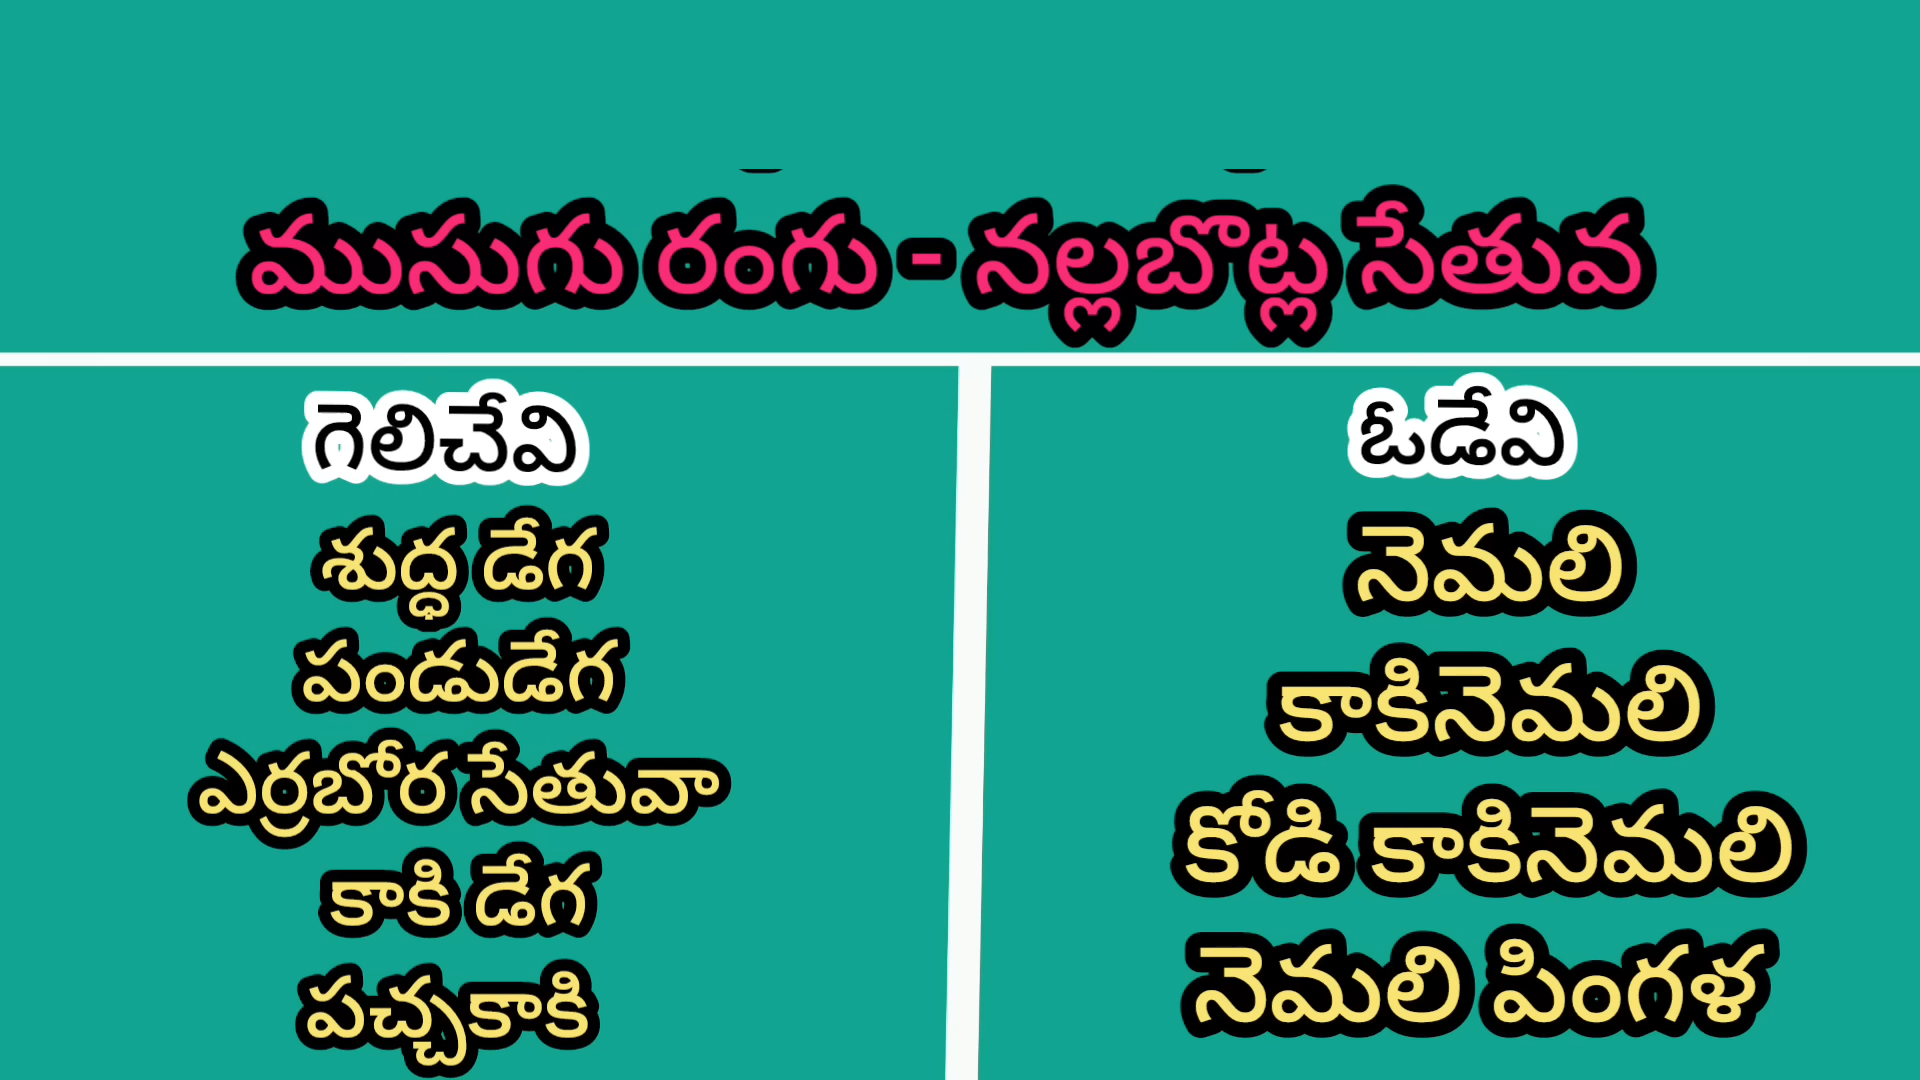 ముసుగు రంగు - నల్లబొట్ల సేతువ
గెలిచేవి
శుద్ధ డేగ
పండుడేగ
ఎర్రబోర సేతువా
కాకి డేగ
పచ్చకాకి
ఓడేవి
నెమలి
కాకినెమలి
కోడి కాకినెమలి
నెమలి పింగళ